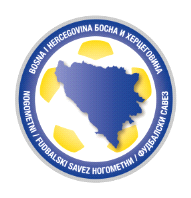 BOSNA I HERCEGOVINA БОСНА И ХЕРЦЕГОВИНА
NOGOMETNI / FUDBALSKI SAVEZ НОГОМЕТНИ / ФУДБАЛСКИ САВЕЗ